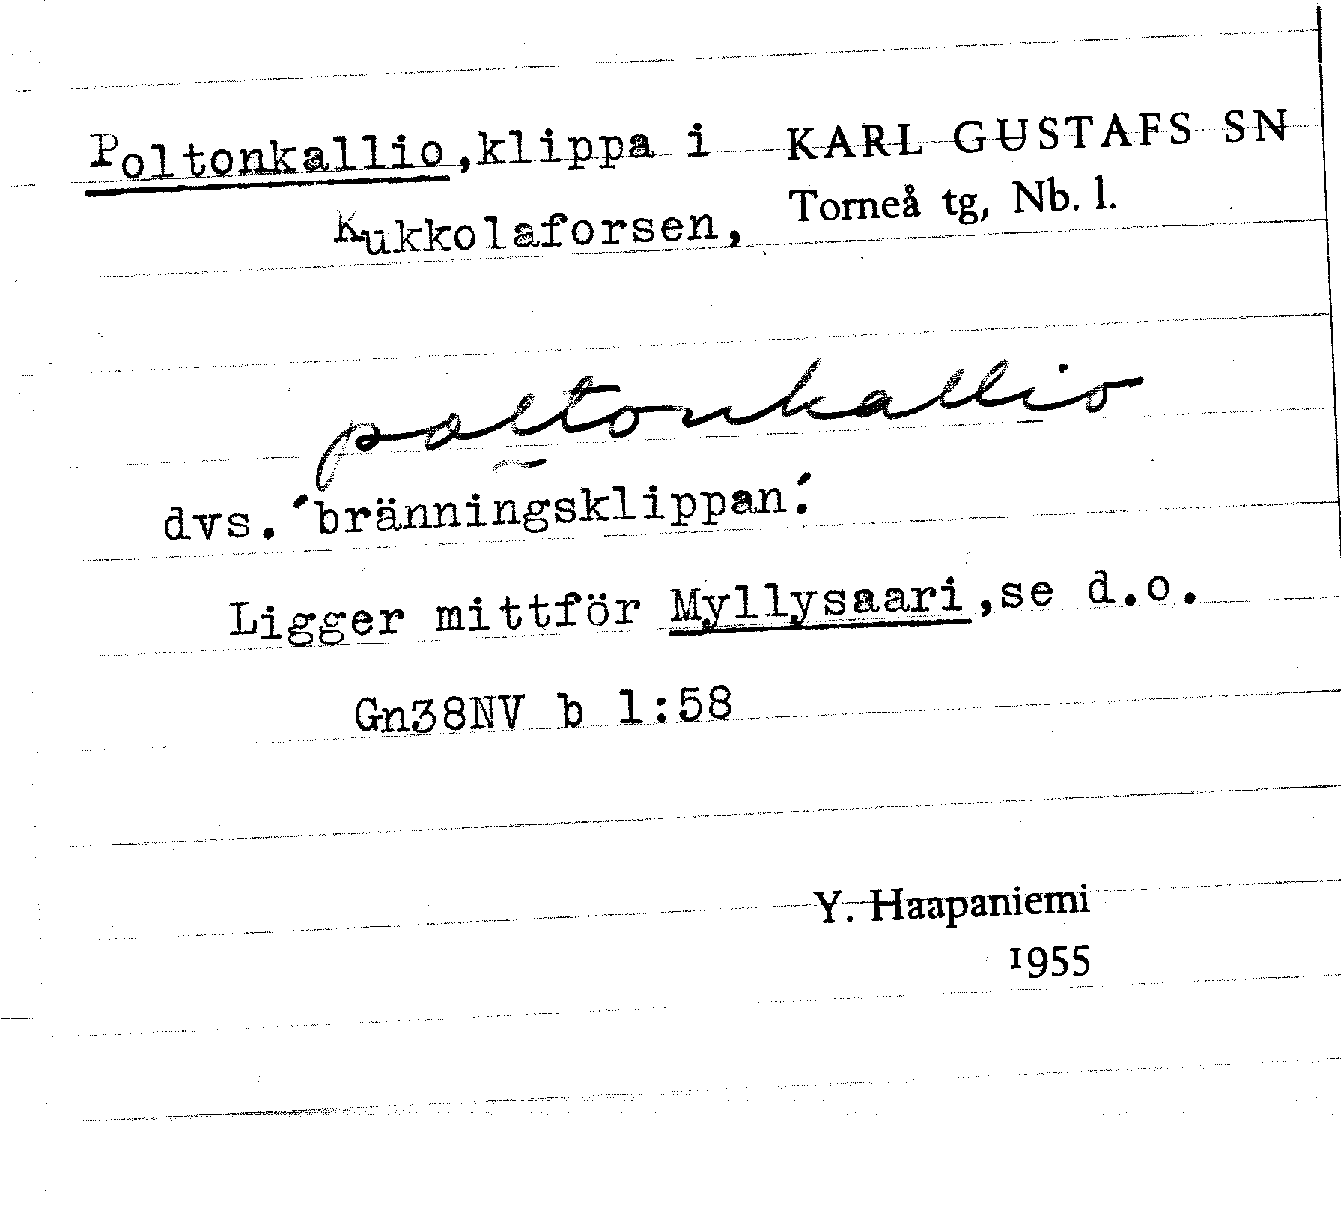 Poltonkallio,klippa i KARL GUSTAFS SN
Kukkolaforsen, Torneå tg, Nb. l.
poltonkallio
dvs.´bränningsklippan´.
Ligger mittför Myllysaari,se d.o.
Gn38NV b 1:58
Y. Haapaniemi
1955